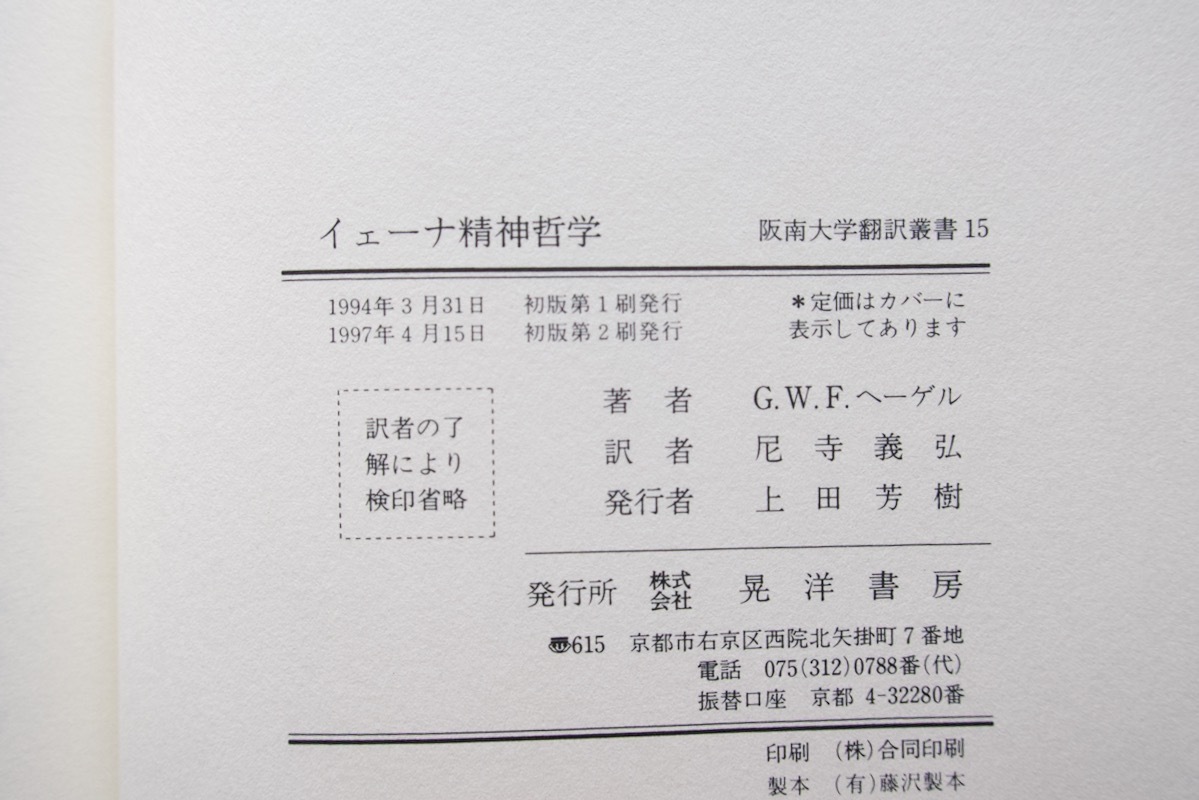 イェーナ精神哲学　阪南大学翻訳叢書 15
1994年 3 月31日　初版第 1 刷発行　＊定価はカバーに
1997年 4 月15日　初版第 2 刷発行　表示してあります
訳者の了
解により
検印省略
著　者　G.W.F.ヘーゲル
訳　者　尼寺義弘
発行者　上田芳樹
発行所　株式会社　晃洋書房
〠615　京都市右京区西院北矢掛町 7 番地
電話　075(312)0788番(代)
振替口座　京都 4-32280番
印刷　(株)合同印刷
製本　(有)藤沢製本